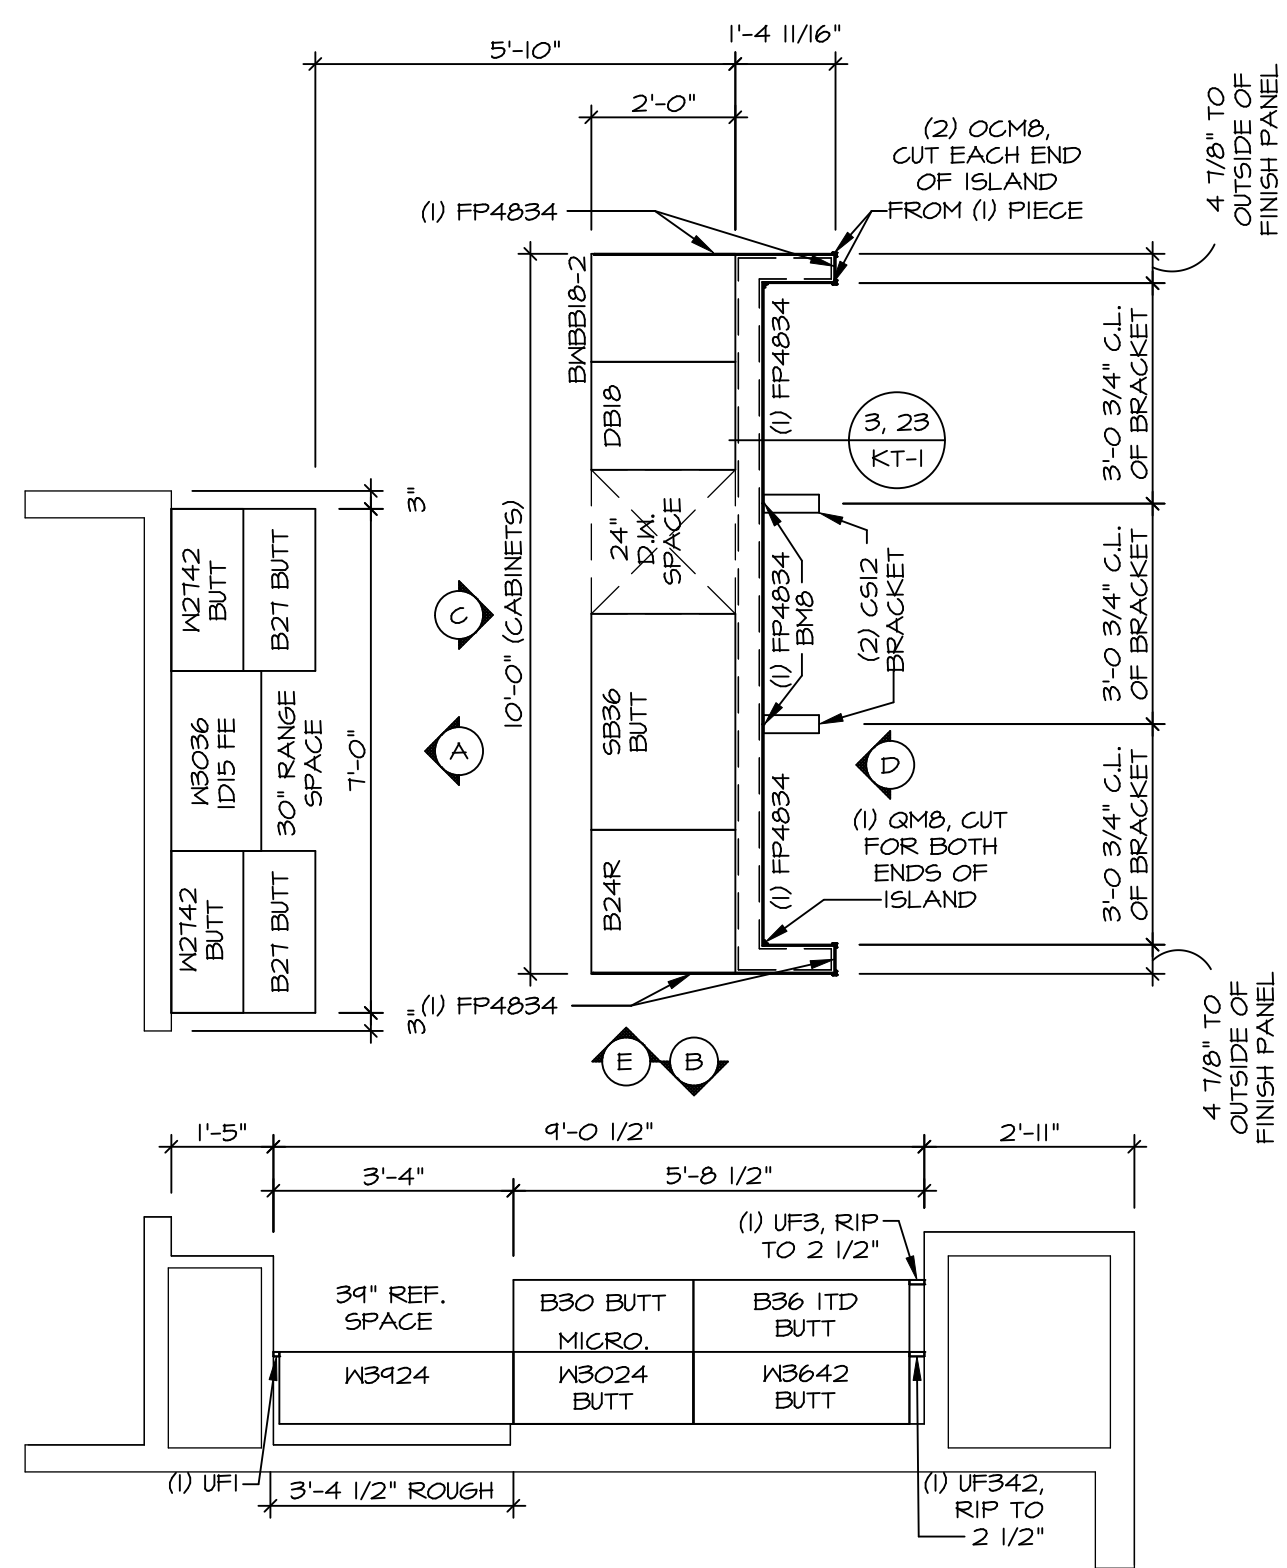 1'-4 11/16"
5'-10"
2'-0"
(2) OCM8,
CUT EACH END
OF ISLAND
FROM (1) PIECE
4 7/8" TO
OUTSIDE OF
FINISH PANEL
(1) FP4834
BWBB18-2
DB18
24"
D.W.
SPACE
SB36
BUTT
B24R
10'-0" (CABINETS)
(1) FP4834
(1) FP4834
(1) FP4834
BM8
3, 23
KT-1
(2) CS12
BRACKET
3'-0 3/4" C.L.
OF BRACKET
3'-0 3/4" C.L.
OF BRACKET
3'-0 3/4" C.L.
OF BRACKET
3"
W2742
BUTT
B27 BUTT
W3036
1D15 FE
30" RANGE
SPACE
7'-0"
W2742
BUTT
B27 BUTT
3"
C
A
D
(1) QM8, CUT
FOR BOTH
ENDS OF
ISLAND
(1) FP4834
E
B
4 7/8" TO
OUTSIDE OF
FINISH PANEL
1'-5"
9'-0 1/2"
2'-11"
3'-4"
5'-8 1/2"
(1) UF3, RIP
TO 2 1/2"
39" REF.
SPACE
B30 BUTT
MICRO.
B36 1TD
BUTT
W3924
W3024
BUTT
W3642
BUTT
(1) UF1
3'-4 1/2" ROUGH
(1) UF342,
RIP TO
2 1/2"